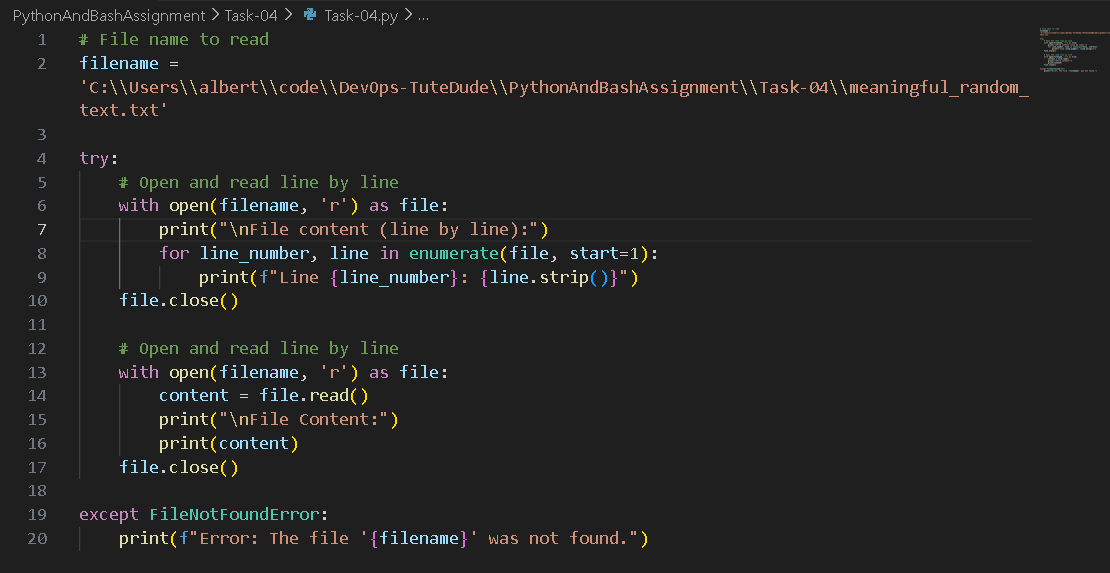 PythonAndBashAssignment > Task-04 > Task-04.py > ...
1 # File name to read
2 filename =
'C:\\Users\\albert\\code\\DevOps-TuteDude\\PythonAndBashAssignment\\Task-04\\meaningful_random_
text.txt'
3
4 try:
5     # Open and read line by line
6     with open(filename, 'r') as file:
7         print("\nFile content (line by line):")
8         for line_number, line in enumerate(file, start=1):
9             print(f"Line {line_number}: {line.strip()}")
10     file.close()
11
12     # Open and read line by line
13     with open(filename, 'r') as file:
14         content = file.read()
15         print("\nFile Content:")
16         print(content)
17     file.close()
18
19 except FileNotFoundError:
20     print(f"Error: The file '{filename}' was not found.")